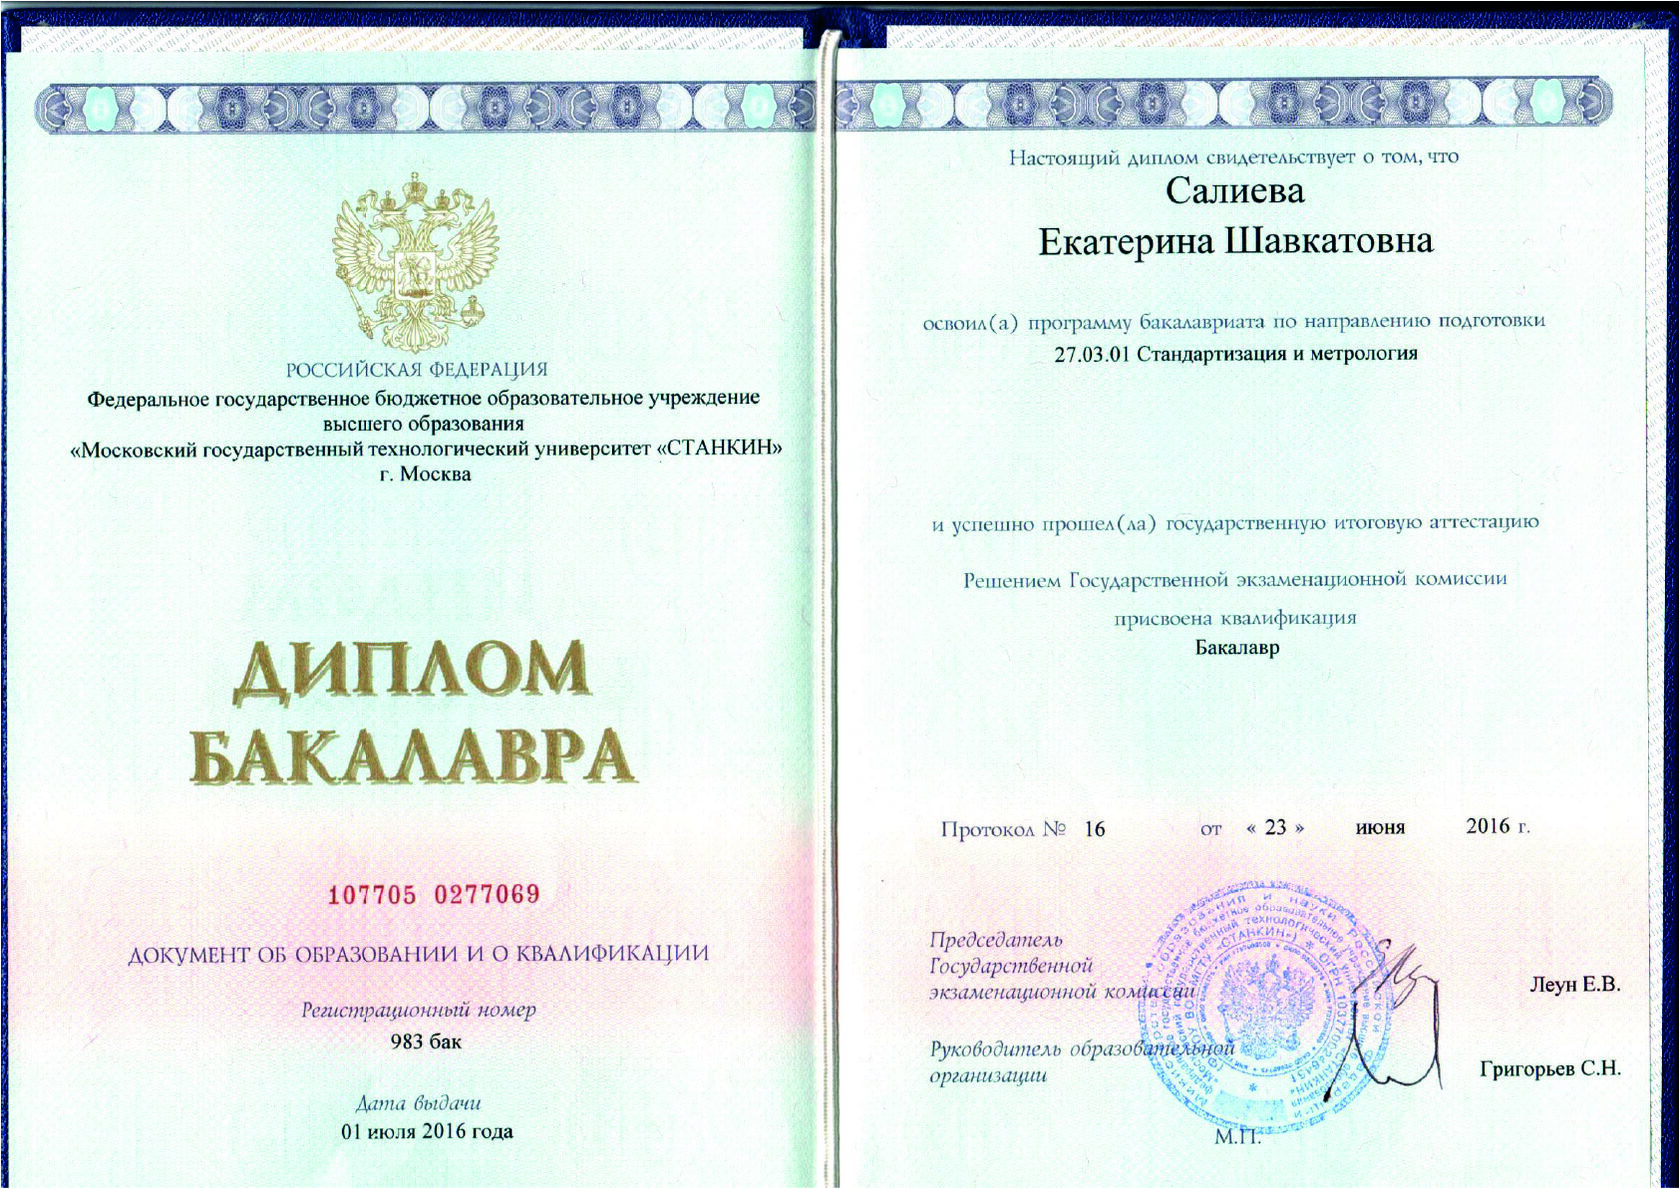 РОССИЙСКАЯ ФЕДЕРАЦИЯ
Федеральное государственное бюджетное образовательное учреждение
высшего образования
«Московский государственный технологический университет «СТАНКИН»
г. Москва
ДИПЛОМ
БАКАЛАВРА
107705 0277069
ДОКУМЕНТ ОБ ОБРАЗОВАНИИ И О КВАЛИФИКАЦИИ
Регистрационный номер
983 бак
Дата выдачи
01 июля 2016 года
Настоящий диплом свидетельствует о том, что
Салиева
Екатерина Шавкатовна
освоил(а) программу бакалавриата по направлению подготовки
27.03.01 Стандартизация и метрология
и успешно прошел(ла) государственную итоговую аттестацию
Решением Государственной экзаменационной комиссии
присвоена квалификация
Бакалавр
Протокол № 16 от « 23 » июня 2016 г.
Председатель
Государственной
экзаменационной комиссии
Леун Е.В.
Руководитель образовательной
организации
Григорьев С.Н.
М.П.